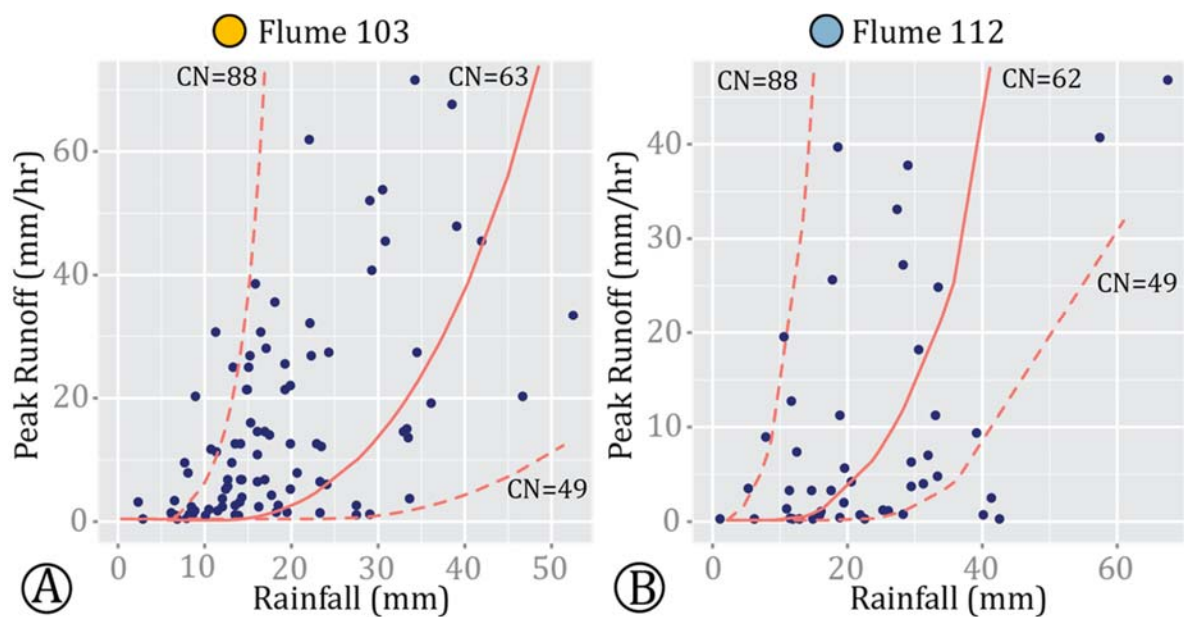 Flume 103
Flume 112
CN=88
CN=63
Peak Runoff (mm/hr)
60
40
20
0
CN=49
0 10 20 30 40 50
Rainfall (mm)
A
CN=88
CN=62
Peak Runoff (mm/hr)
40
30
20
10
0
CN=49
0 20 40 60
Rainfall (mm)
B